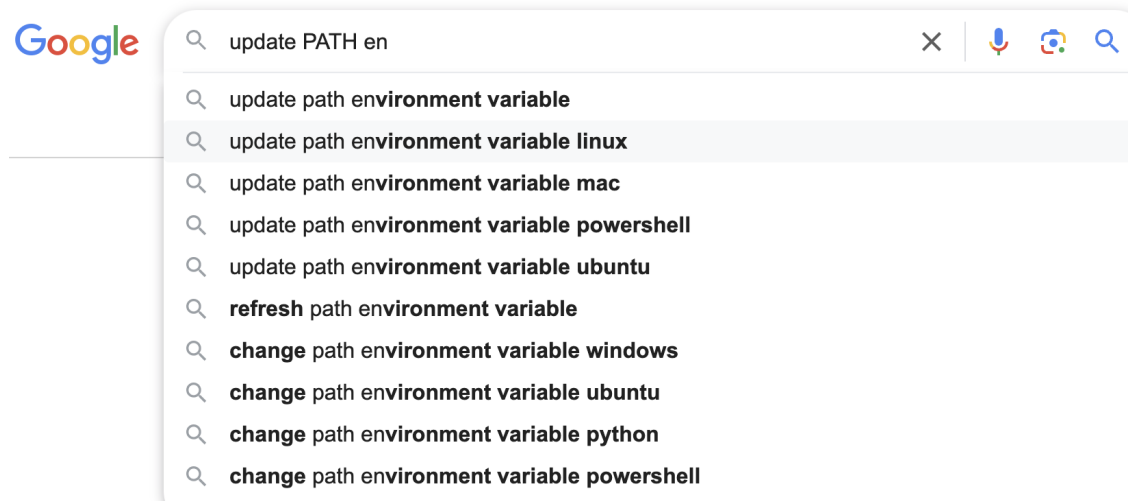 Google
update PATH en
update path environment variable
update path environment variable linux
update path environment variable mac
update path environment variable powershell
update path environment variable ubuntu
refresh path environment variable
change path environment variable windows
change path environment variable ubuntu
change path environment variable python
change path environment variable powershell